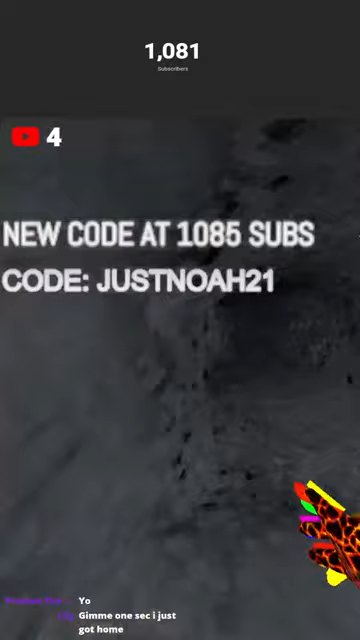 1,081
Subscribers
4
NEW CODE AT 1085 SUBS
CODE: JUSTNOAH21
Yo
Gimme one sec i just
got home